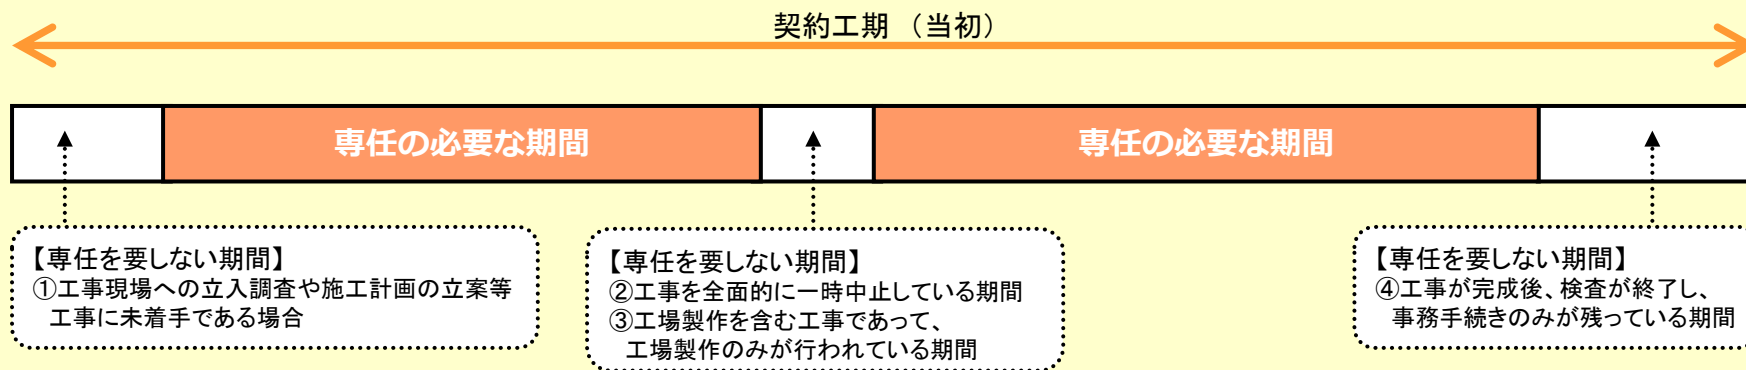 契約工期 （当初）
専任の必要な期間
専任の必要な期間
【専任を要しない期間】
①工事現場への立入調査や施工計画の立案等
工事に未着手である場合
【専任を要しない期間】
②工事を全面的に一時中止している期間
③工場製作を含む工事であって、
工場製作のみが行われている期間
【専任を要しない期間】
④工事が完成後、検査が終了し、
事務手続きのみが残っている期間